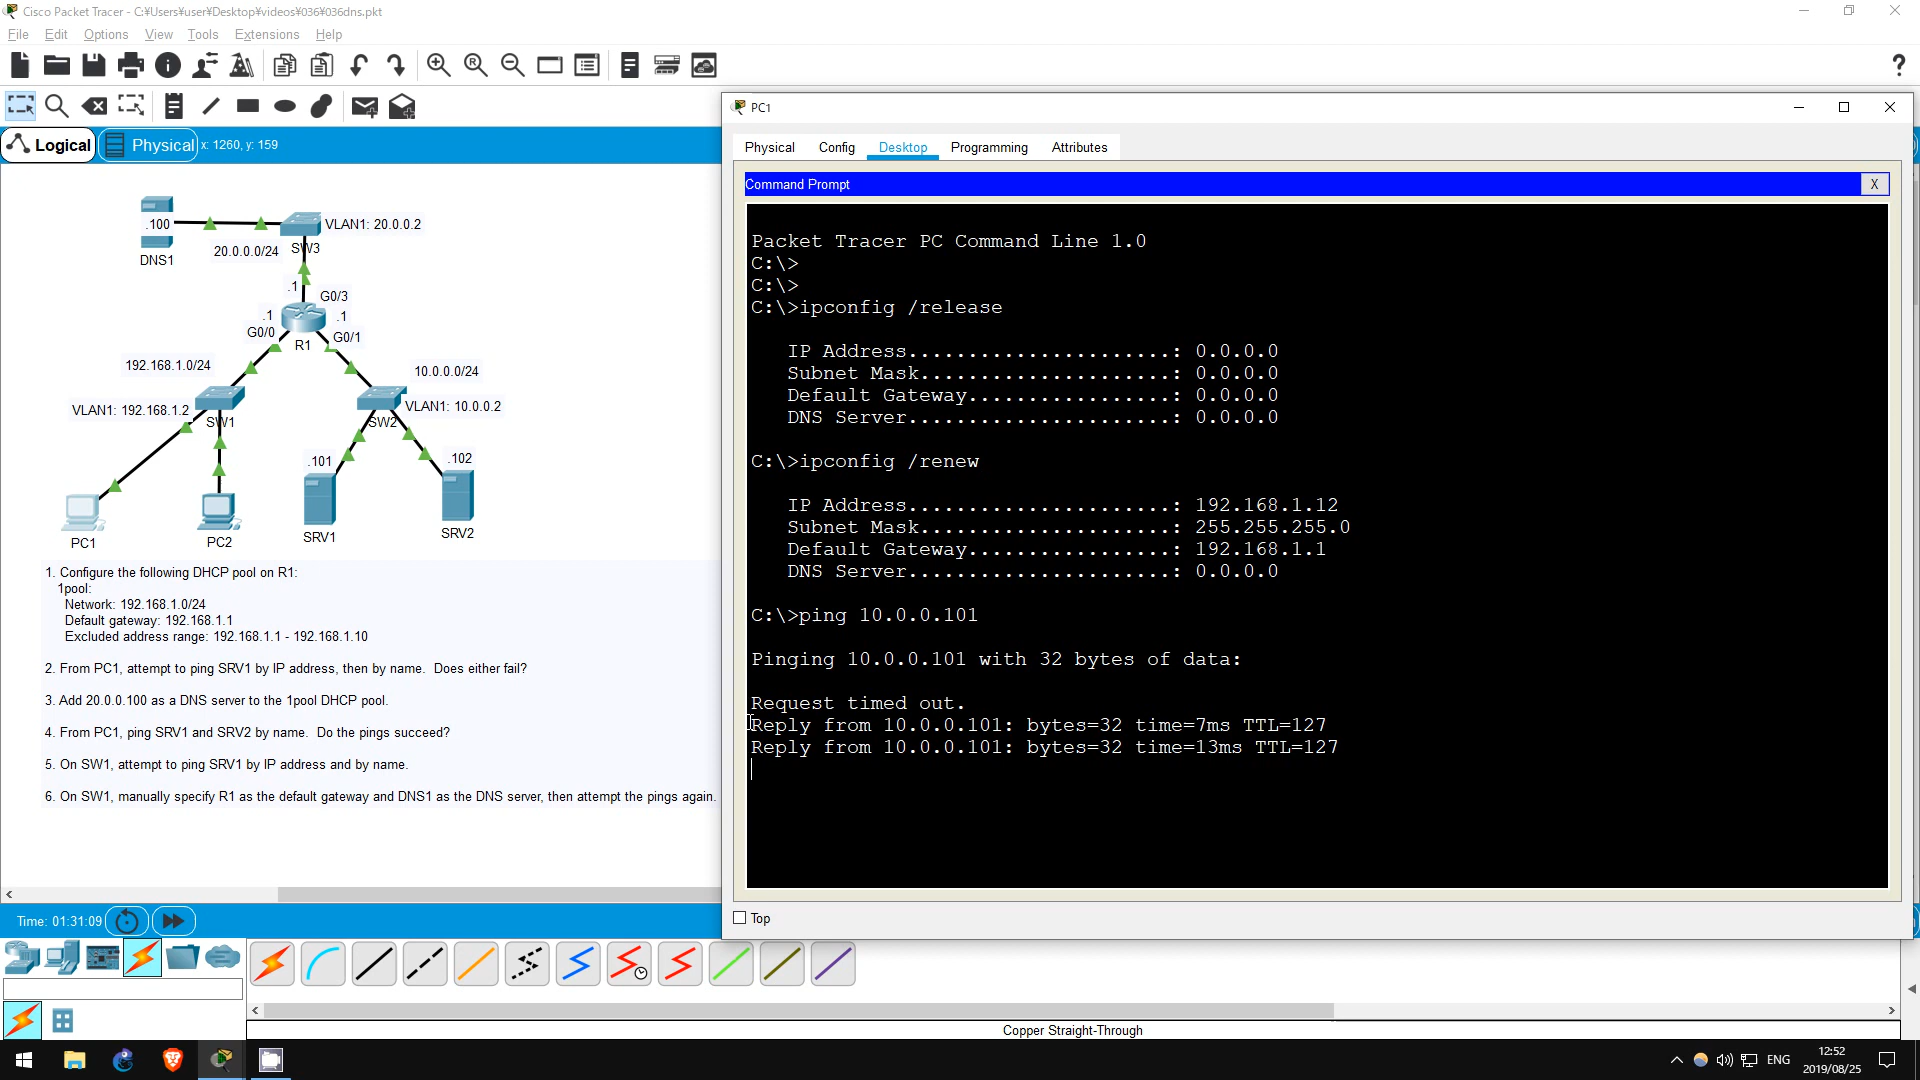 Cisco Packet Tracer - C:¥Users¥user¥Desktop¥videos¥036¥036dns.pkt
File Edit Options View Tools Extensions Help
Logical Physical x: 1260, y: 159
PC1
Physical Config Desktop Programming Attributes
Command Prompt X
Packet Tracer PC Command Line 1.0
C:\>
C:\>
C:\>ipconfig /release
IP Address......................: 0.0.0.0
Subnet Mask.....................: 0.0.0.0
Default Gateway.................: 0.0.0.0
DNS Server......................: 0.0.0.0
C:\>ipconfig /renew
IP Address......................: 192.168.1.12
Subnet Mask.....................: 255.255.255.0
Default Gateway.................: 192.168.1.1
DNS Server......................: 0.0.0.0
C:\>ping 10.0.0.101
Pinging 10.0.0.101 with 32 bytes of data:
Request timed out.
Reply from 10.0.0.101: bytes=32 time=7ms TTL=127
Reply from 10.0.0.101: bytes=32 time=13ms TTL=127
Top
.100
VLAN1: 20.0.0.2
20.0.0.0/24
SW3
DNS1
.1
G0/3
.1
.1
G0/0
G0/1
R1
192.168.1.0/24
10.0.0.0/24
VLAN1: 192.168.1.2
VLAN1: 10.0.0.2
SW1
SW2
.101
.102
PC1
PC2
SRV1
SRV2
1. Configure the following DHCP pool on R1:
1pool:
Network: 192.168.1.0/24
Default gateway: 192.168.1.1
Excluded address range: 192.168.1.1 - 192.168.1.10
2. From PC1, attempt to ping SRV1 by IP address, then by name.  Does either fail?
3. Add 20.0.0.100 as a DNS server to the 1pool DHCP pool.
4. From PC1, ping SRV1 and SRV2 by name.  Do the pings succeed?
5. On SW1, attempt to ping SRV1 by IP address and by name.
6. On SW1, manually specify R1 as the default gateway and DNS1 as the DNS server, then attempt the pings again.
Time: 01:31:09
Copper Straight-Through
ENG
12:52
2019/08/25